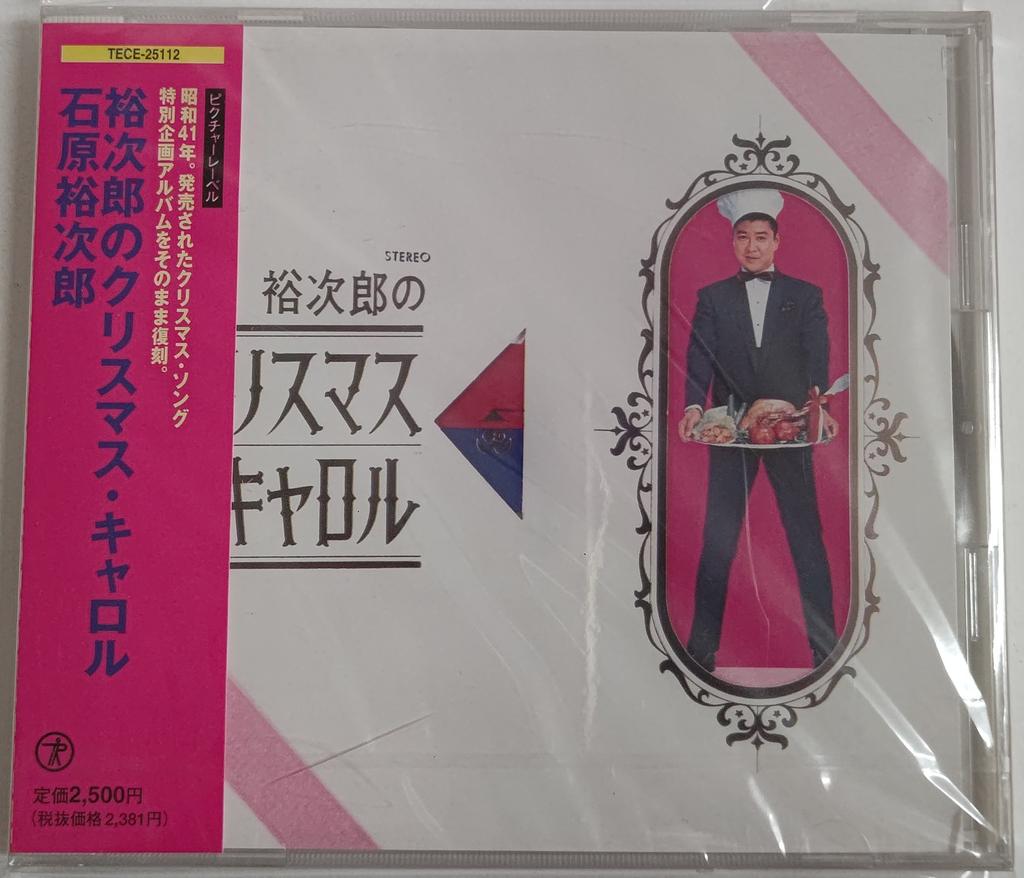 TECE-25112
ピクチャーレーベル
昭和41年。発売されたクリスマス・ソング
特別企画アルバムをそのまま復刻。
裕次郎のクリスマス・キャロル
石原裕次郎
定価2,500円
(税抜価格2,381円)
STEREO
裕次郎の
リスマス
キャロル